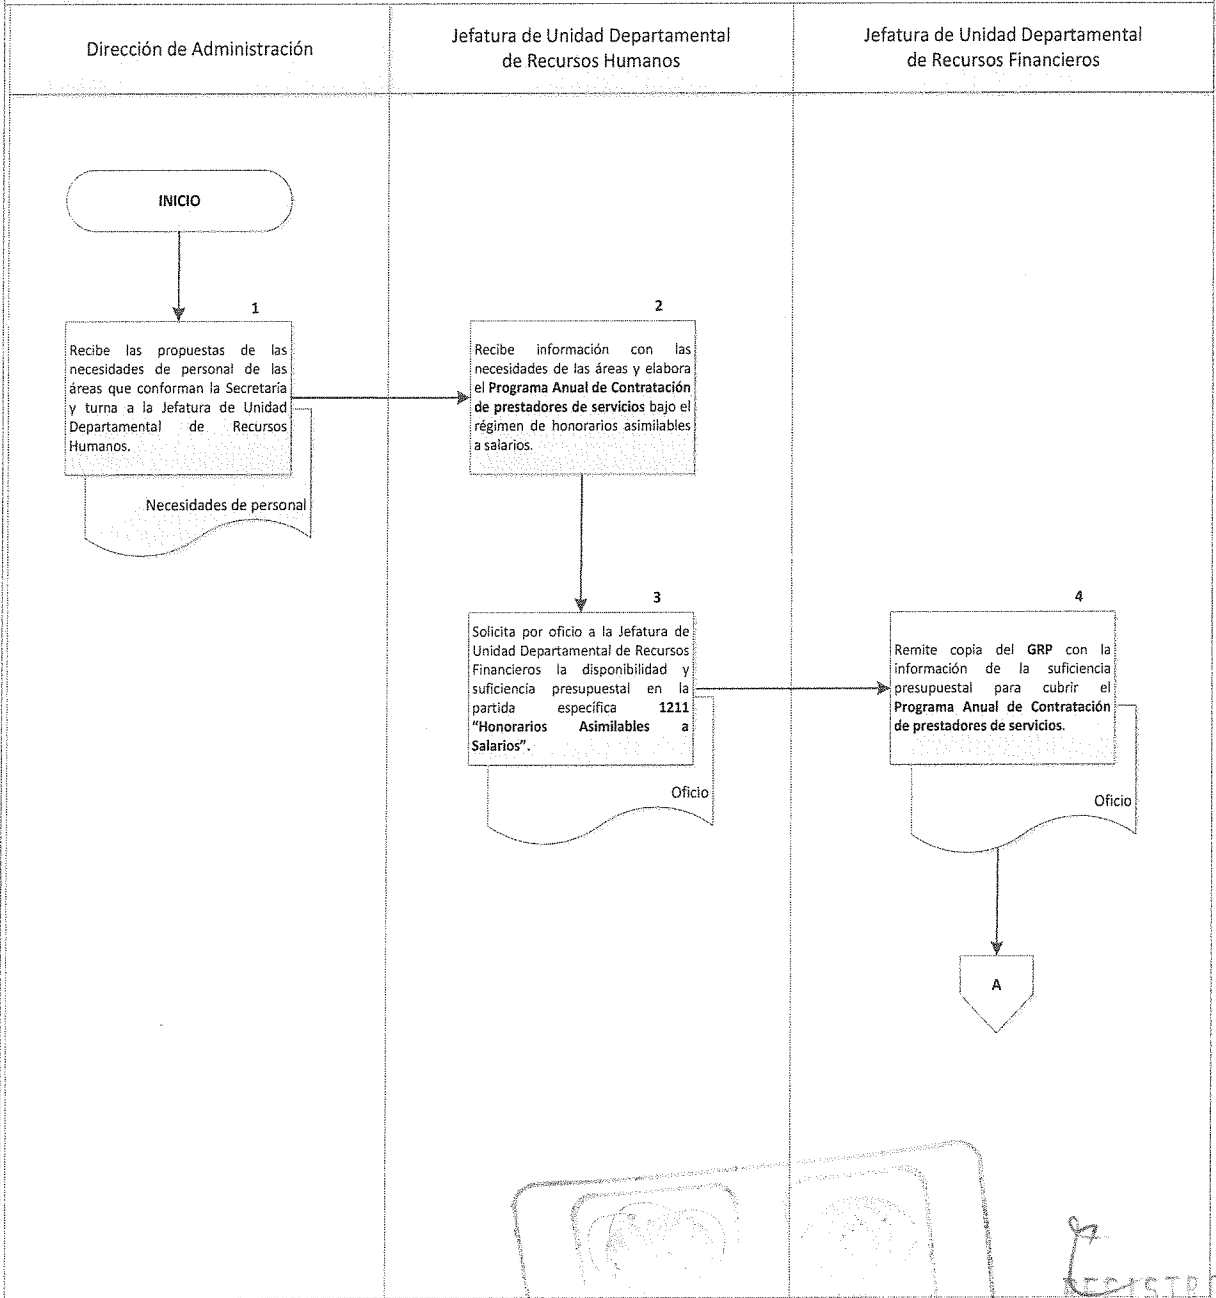 Dirección de Administración
Jefatura de Unidad Departamental
de Recursos Humanos
Jefatura de Unidad Departamental
de Recursos Financieros
INICIO
1
Recibe las propuestas de las
necesidades de personal de las
áreas que conforman la Secretaría
y turna a la Jefatura de Unidad
Departamental de Recursos
Humanos.
Necesidades de personal
2
Recibe información con las
necesidades de las áreas y elabora
el Programa Anual de Contratación
de prestadores de servicios bajo el
régimen de honorarios asimilables
a salarios.
3
Solicita por oficio a la Jefatura de
Unidad Departamental de Recursos
Financieros la disponibilidad y
suficiencia presupuestal en la
partida específica 1211
“Honorarios Asimilables a
Salarios”.
Oficio
4
Remite copia del GRP con la
información de la suficiencia
presupuestal para cubrir el
Programa Anual de Contratación
de prestadores de servicios.
Oficio
A